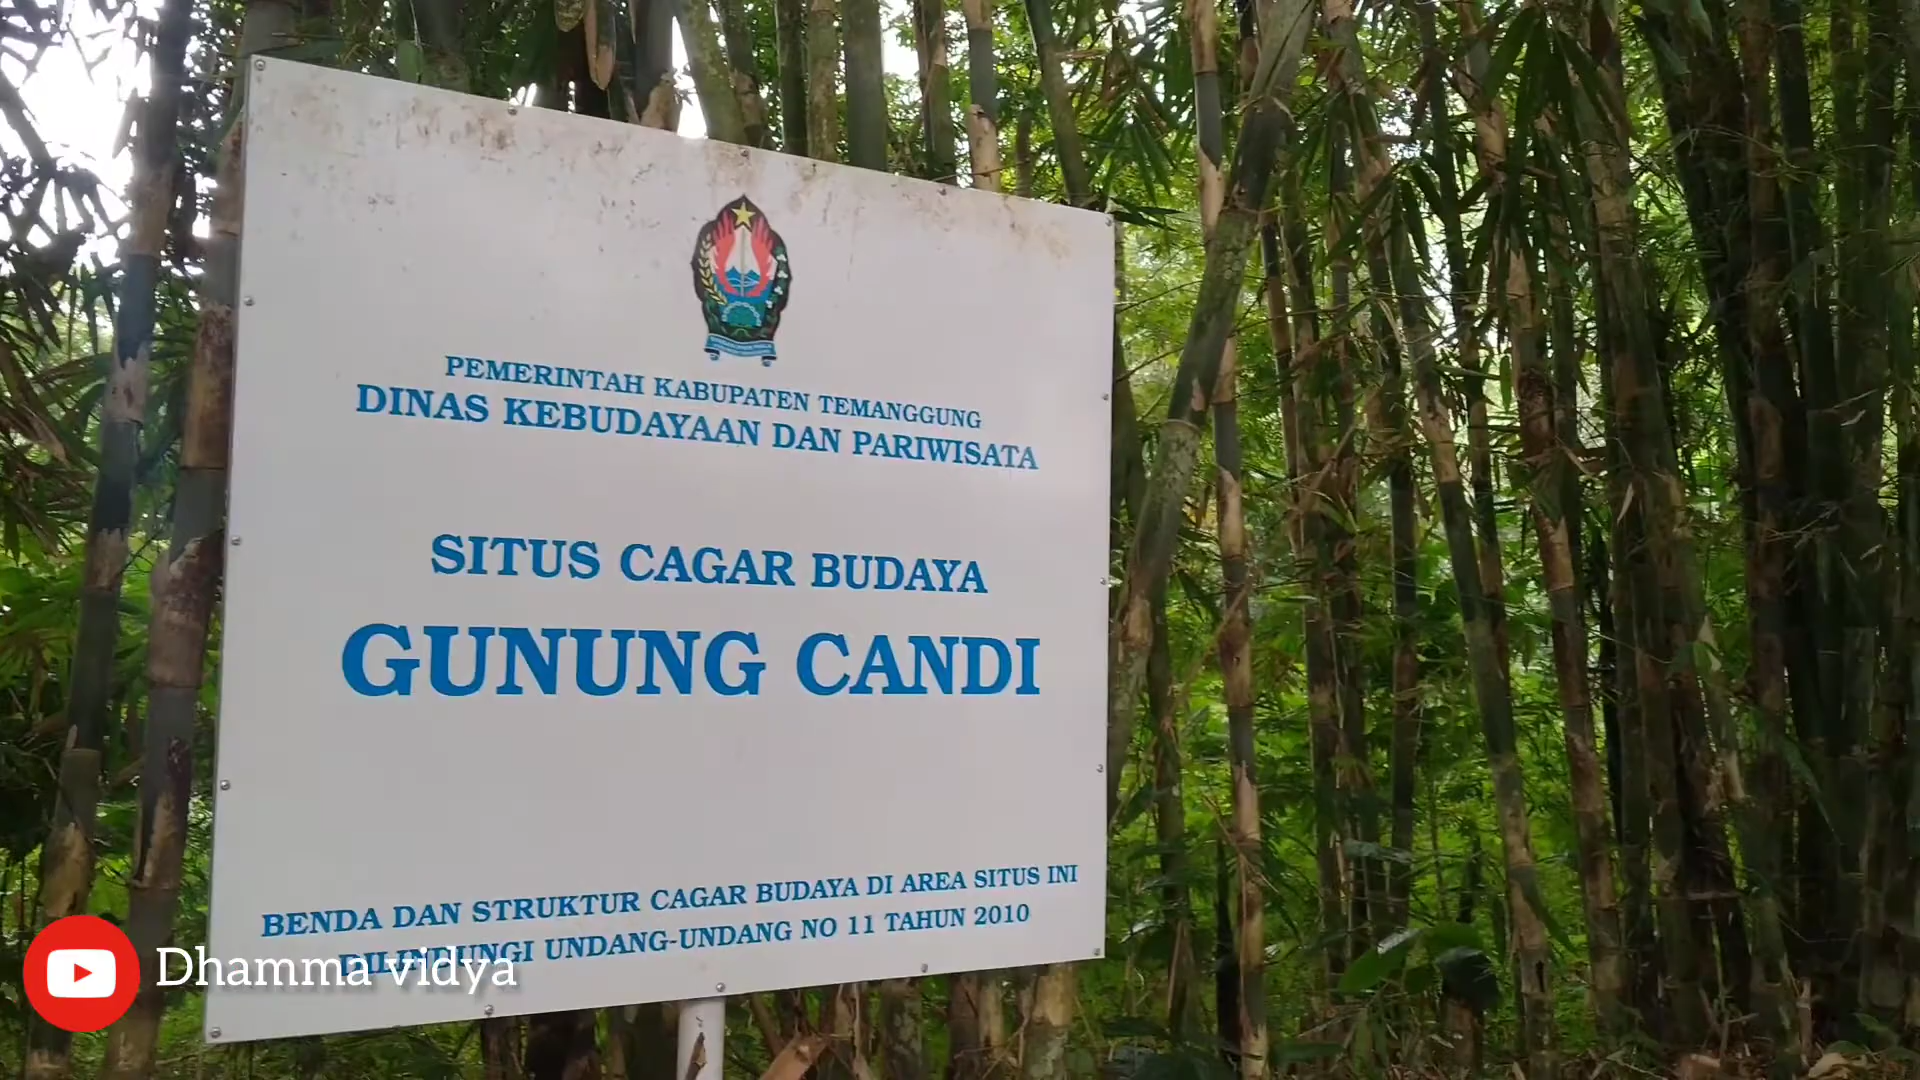 PEMERINTAH KABUPATEN TEMANGGUNG
DINAS KEBUDAYAAN DAN PARIWISATA
SITUS CAGAR BUDAYA
GUNUNG CANDI
BENDA DAN STRUKTUR CAGAR BUDAYA DI AREA SITUS INI
DILINDUNGI UNDANG-UNDANG NO 11 TAHUN 2010
Dhamma vidya